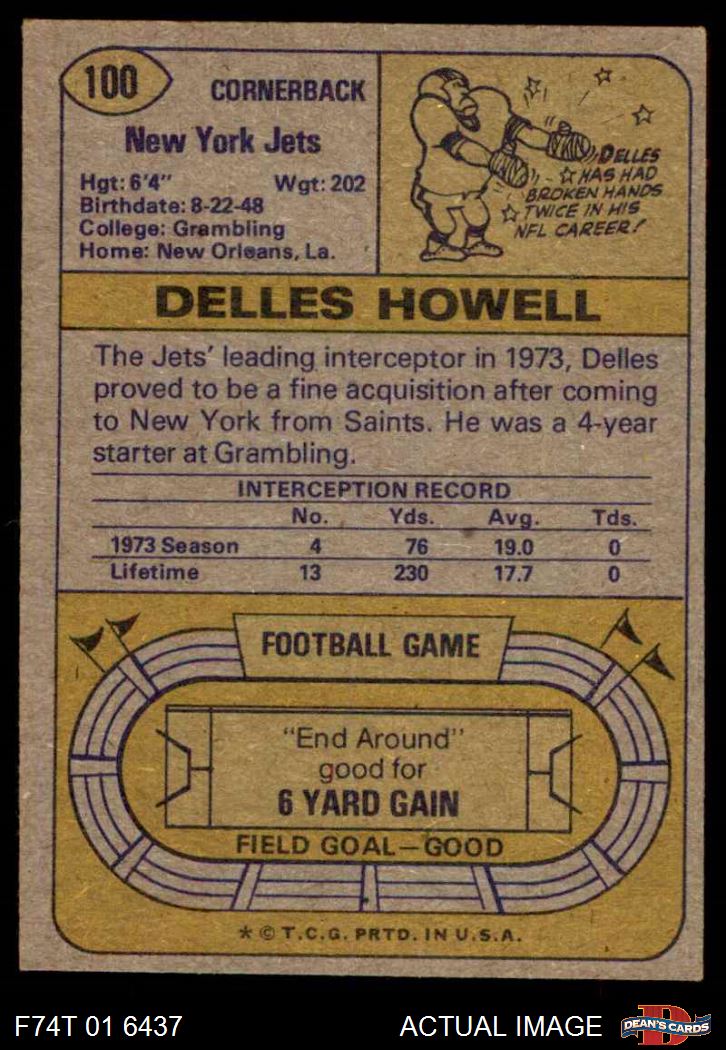 100
CORNERBACK
New York Jets
Hgt: 6'4" Wgt: 202
Birthdate: 8-22-48
College: Grambling
Home: New Orleans, La.
DELLES
HAS HAD
BROKEN HANDS
TWICE IN HIS
NFL CAREER!
DELLES HOWELL
The Jets' leading interceptor in 1973, Delles
proved to be a fine acquisition after coming
to New York from Saints. He was a 4-year
starter at Grambling.
INTERCEPTION RECORD
No. Yds. Avg. Tds.
1973 Season 4 76 19.0 0
Lifetime 13 230 17.7 0
FOOTBALL GAME
"End Around"
good for
6 YARD GAIN
FIELD GOAL—GOOD
* © T.C.G. PRTD. IN U.S.A.
F74T 01 6437 ACTUAL IMAGE
D
DEAN'S CARDS